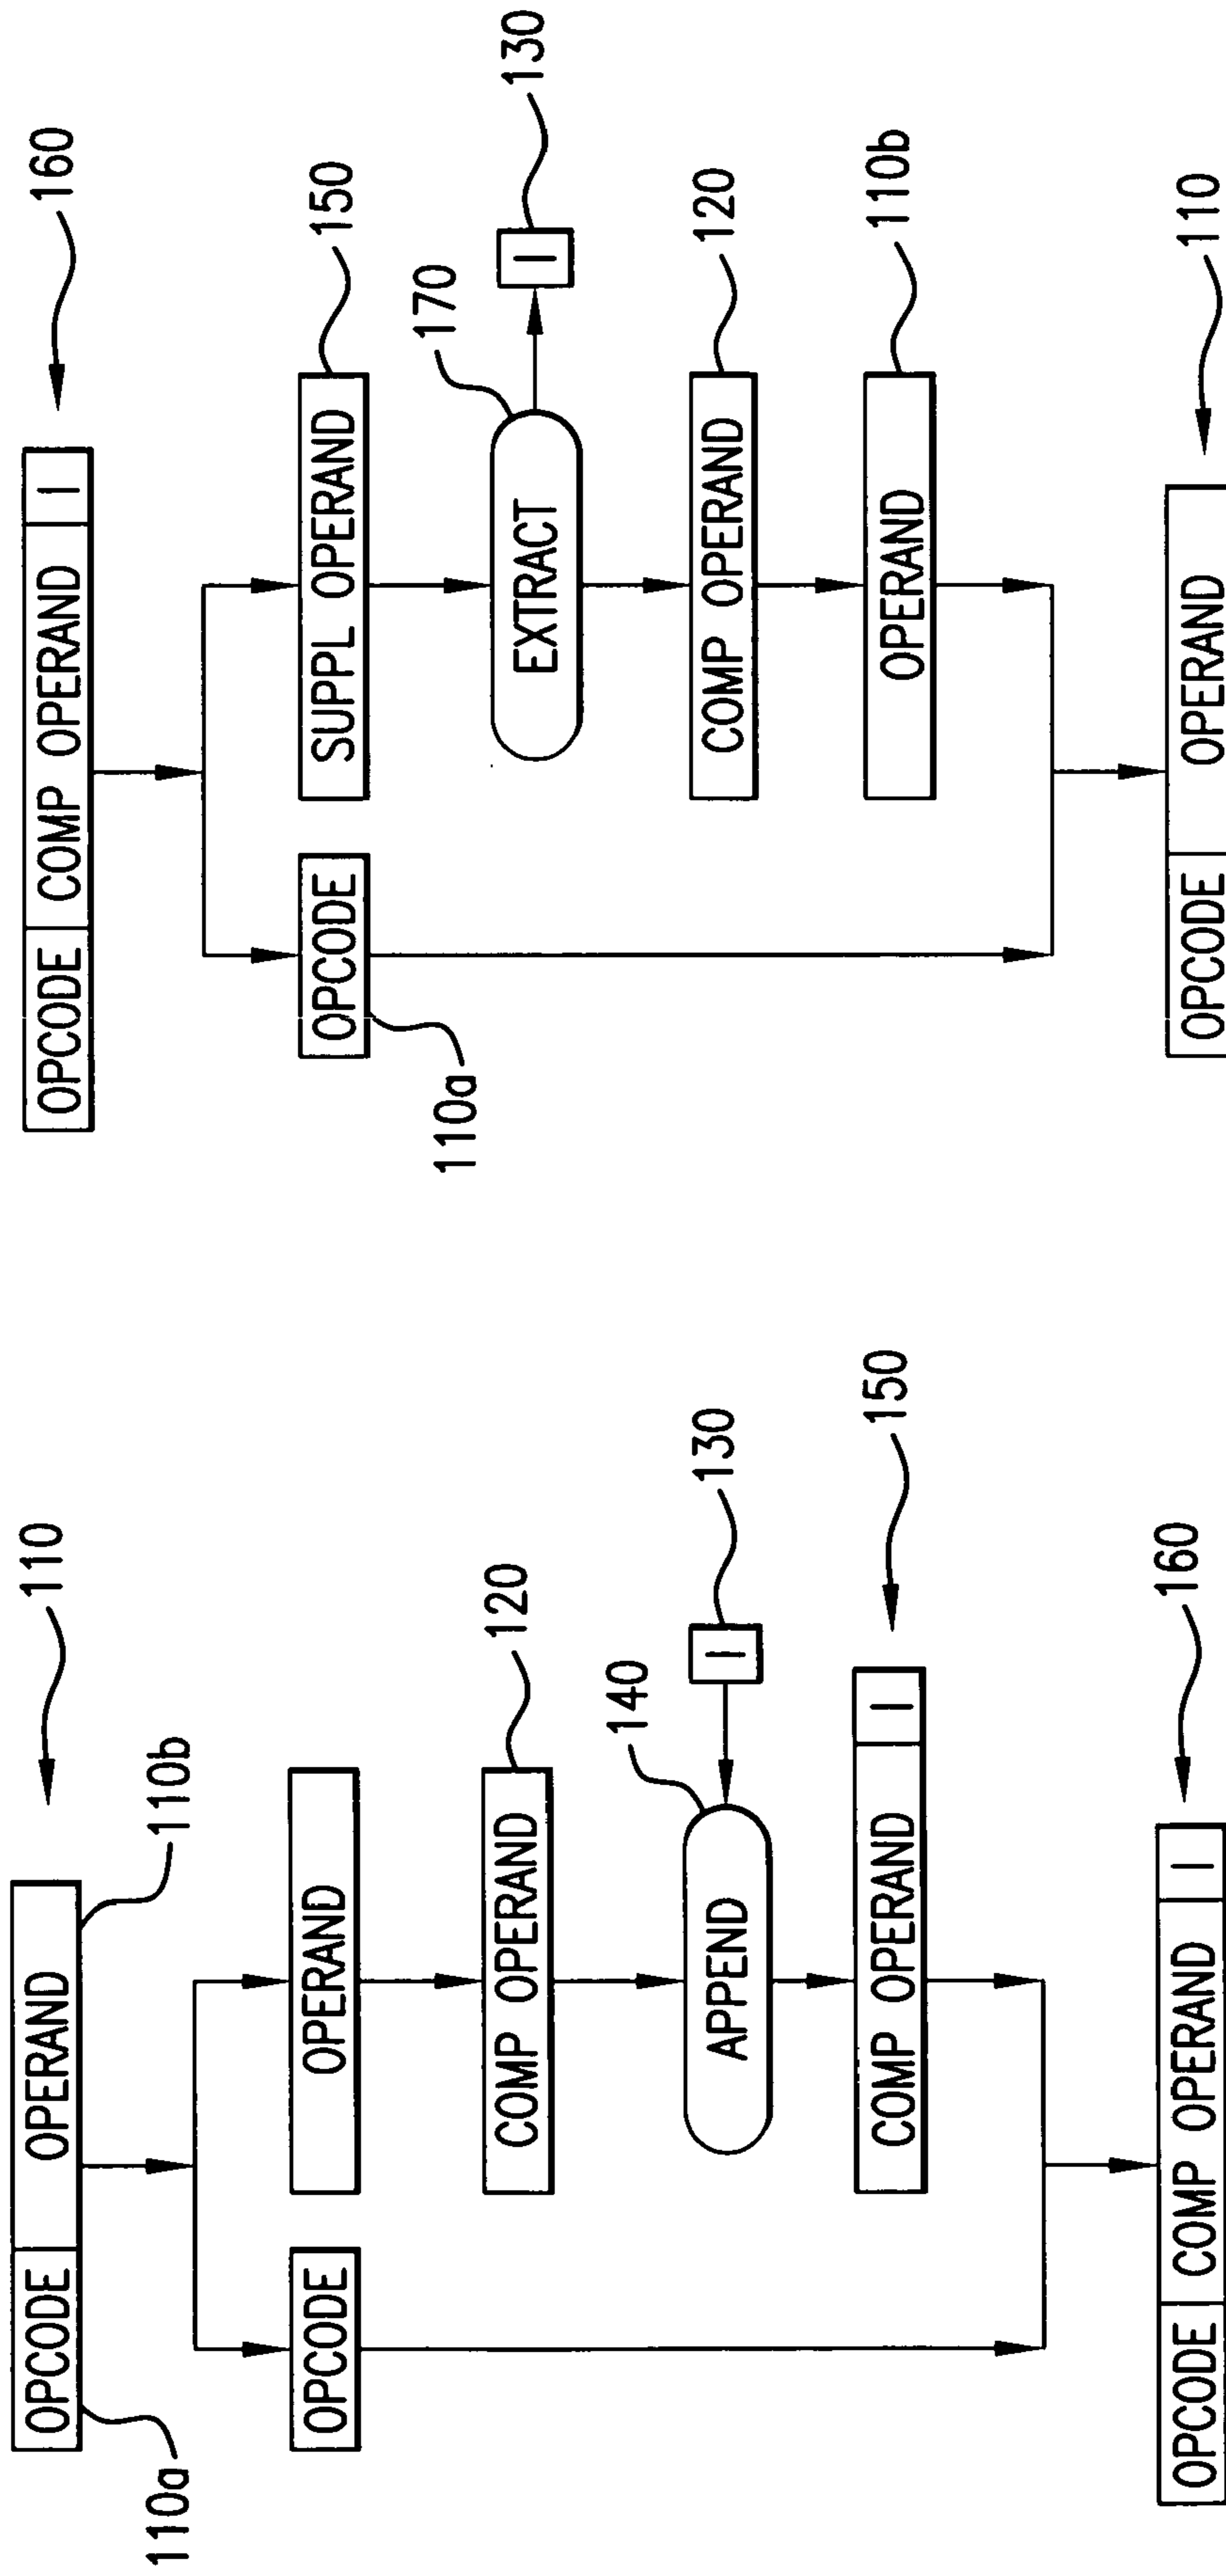 110
OPCODE OPERAND
110a
110b
OPCODE
OPERAND
COMP OPERAND
120
APPEND
140
I
130
COMP OPERAND I
150
OPCODE COMP OPERAND I
160
OPCODE COMP OPERAND I
160
OPCODE
110a
SUPPL OPERAND
150
EXTRACT
170
I
130
COMP OPERAND
120
OPERAND
110b
OPCODE OPERAND
110